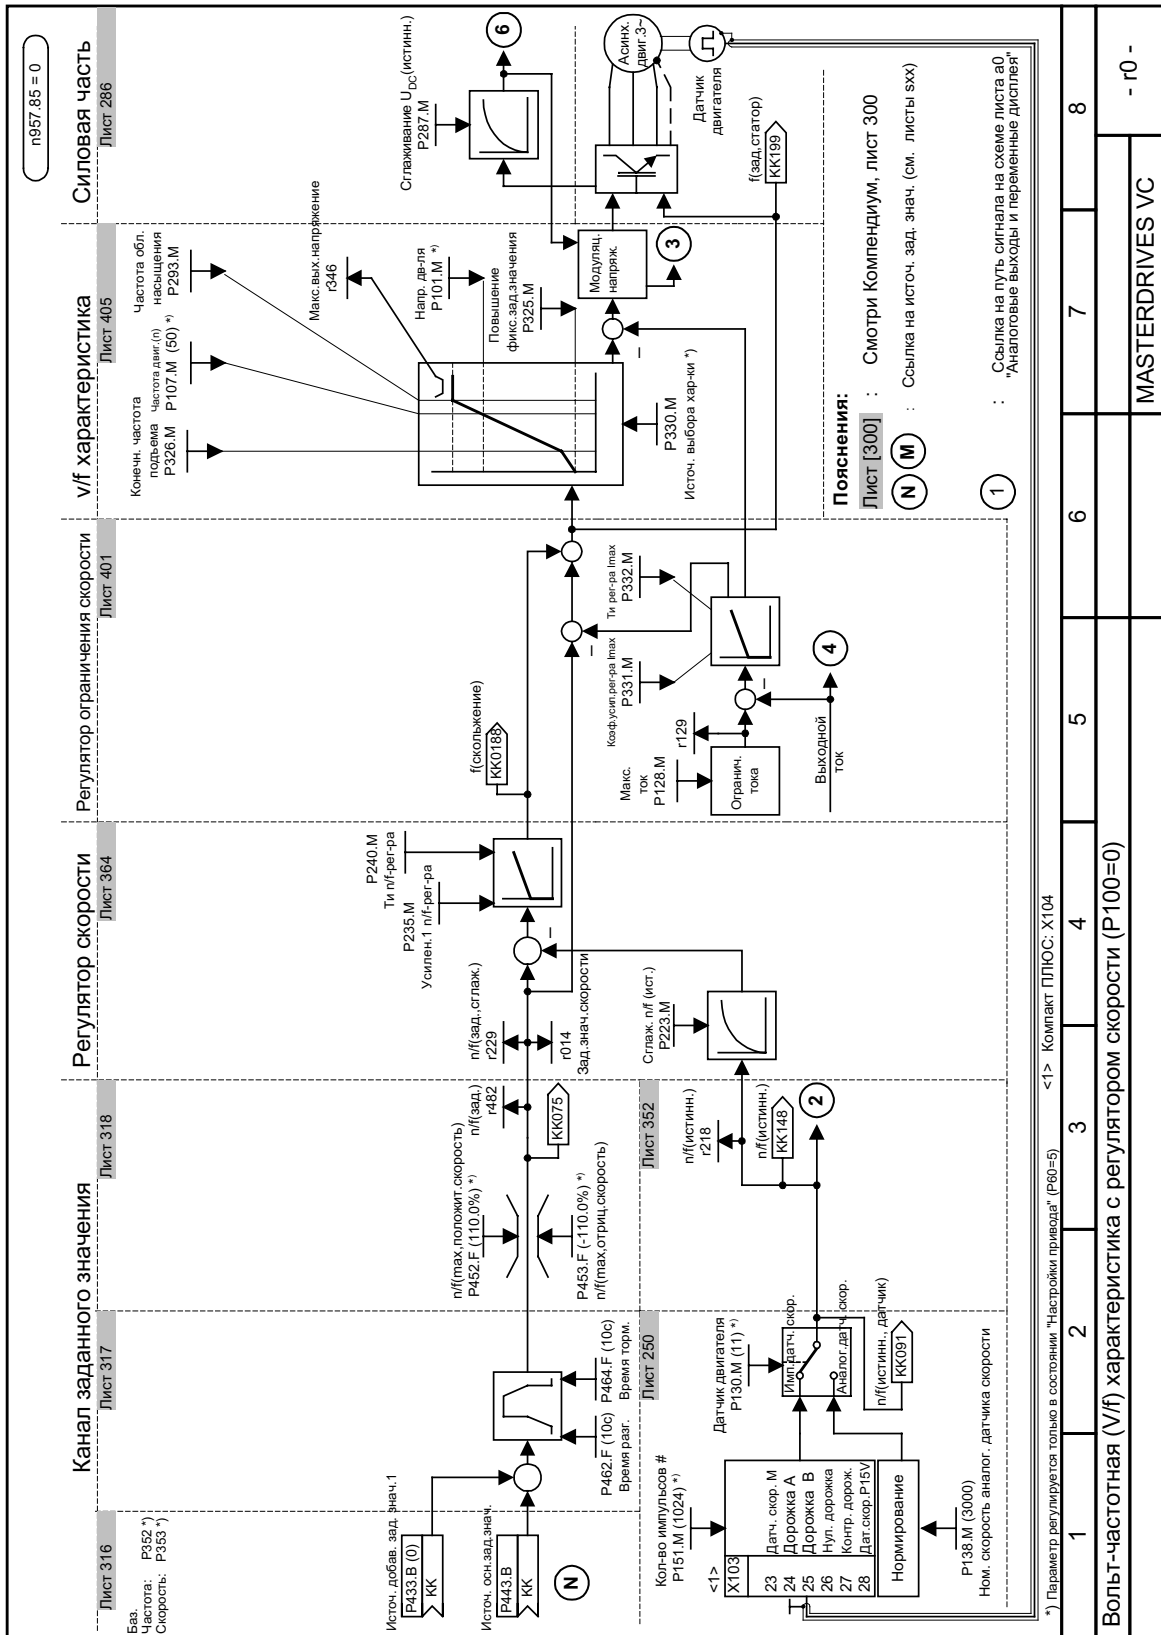 n957.85 = 0
Канал заданного значения
Регулятор скорости
Регулятор ограничения скорости
v/f характеристика
Силовая часть
Лист 316
Лист 317
Лист 318
Лист 364
Лист 401
Лист 405
Лист 286
Баз.
Частота: P352 *)
Скорость: P353 *)
Источ. добав. зад. знач.1
P433.B (0)
KK
Источ. осн.зад.знач.
P443.B
KK
N
P462.F (10с)
Время разг.
P464.F (10с)
Время торм.
n/f(max,положит.скорость)
P452.F (110.0%) *)
P453.F (-110.0%) *)
n/f(max,отриц.скорость)
n/f(зад.)
r482
KK075
n/f(зад.,сглаж.)
r229
r014
Зад.знач.скорости
P235.M
Усилен.1 n/f-рег-ра
P240.M
Tи n/f-рег-ра
–
f(скольжение)
KK0188
–
Конечн. частота
подъема
P326.M
Частота двиг.(n)
P107.M (50) *)
Частота обл.
насыщения
P293.M
Макс.вых.напряжение
r346
Напр. дв-ля
P101.M *)
Повышение
фикс.зад.значения
P325.M
P330.M
Источ. выбора хар-ки *)
–
Модуляц.
напряж.
3
Сглаживание UDC(истинн.)
P287.M
6
Асинх.
двиг.3~
Датчик
двигателя
f(зад,статор)
KK199
Макс.
ток
P128.M
Огранич.
тока
r129
Коэф.усил.рег-ра Imax
P331.M
Tи рег-ра Imax
P332.M
–
Выходной
ток
4
Лист 250
Лист 352
Кол-во импульсов #
P151.M (1024) *)
<1>
X103
23 Датч. скор. M
24 Дорожка A
25 Дорожка B
26 Нул. дорожка
27 Контр. дорож.
28 Дат.скор.P15V
Нормирование
P138.M (3000)
Ном. скорость аналог. датчика скорости
Датчик двигателя
P130.M (11) *)
Имп.датч. скор.
Аналог.датч. скор.
n/f(истинн., датчик)
KK091
n/f(истинн.)
r218
n/f(истинн.)
KK148
2
Сглаж. n/f (ист.)
P223.M
Пояснения:
Лист [300] : Смотри Компендиум, лист 300
N M : Ссылка на источ. зад. знач. (см. листы sxx)
1 : Ссылка на путь сигнала на схеме листа a0
"Аналоговые выходы и переменные дисплея"
*) Параметр регулируется только в состоянии "Настройки привода" (P60=5)
<1> Компакт ПЛЮС: X104
1 2 3 4 5 6 7 8
Вольт-частотная (V/f) характеристика с регулятором скорости (P100=0)
MASTERDRIVES VC
- r0 -